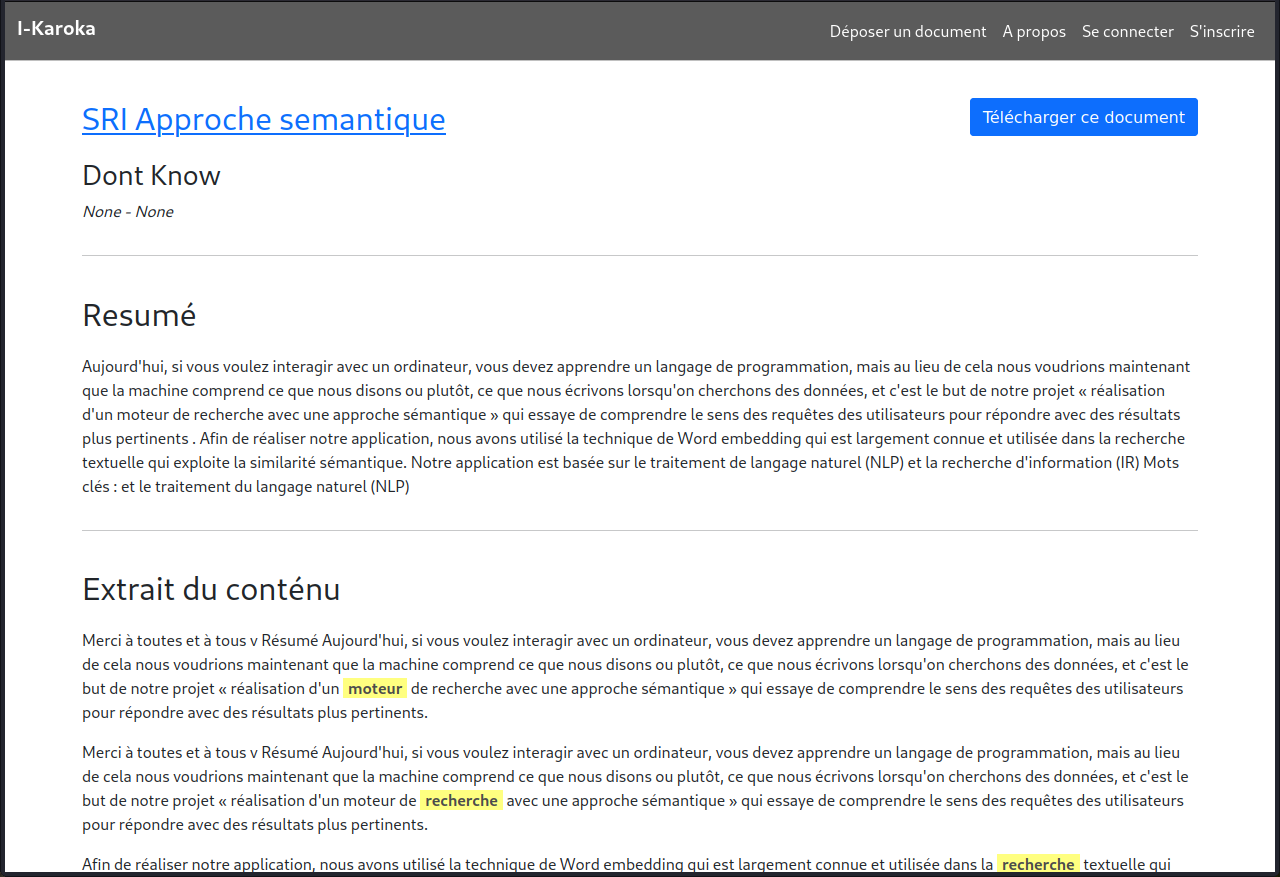 I-Karoka
Déposer un document A propos Se connecter S'inscrire
SRI Approche semantique
Télécharger ce document
Dont Know
None - None
Resumé
Aujourd'hui, si vous voulez interagir avec un ordinateur, vous devez apprendre un langage de programmation, mais au lieu de cela nous voudrions maintenant
que la machine comprend ce que nous disons ou plutôt, ce que nous écrivons lorsqu'on cherchons des données, et c'est le but de notre projet « réalisation
d'un moteur de recherche avec une approche sémantique » qui essaye de comprendre le sens des requêtes des utilisateurs pour répondre avec des résultats
plus pertinents . Afin de réaliser notre application, nous avons utilisé la technique de Word embedding qui est largement connue et utilisée dans la recherche
textuelle qui exploite la similarité sémantique. Notre application est basée sur le traitement de langage naturel (NLP) et la recherche d'information (IR) Mots
clés : et le traitement du langage naturel (NLP)
Extrait du conténu
Merci à toutes et à tous v Résumé Aujourd'hui, si vous voulez interagir avec un ordinateur, vous devez apprendre un langage de programmation, mais au lieu
de cela nous voudrions maintenant que la machine comprend ce que nous disons ou plutôt, ce que nous écrivons lorsqu'on cherchons des données, et c'est le
but de notre projet « réalisation d'un moteur de recherche avec une approche sémantique » qui essaye de comprendre le sens des requêtes des utilisateurs
pour répondre avec des résultats plus pertinents.
Merci à toutes et à tous v Résumé Aujourd'hui, si vous voulez interagir avec un ordinateur, vous devez apprendre un langage de programmation, mais au lieu
de cela nous voudrions maintenant que la machine comprend ce que nous disons ou plutôt, ce que nous écrivons lorsqu'on cherchons des données, et c'est le
but de notre projet « réalisation d'un moteur de recherche avec une approche sémantique » qui essaye de comprendre le sens des requêtes des utilisateurs
pour répondre avec des résultats plus pertinents.
Afin de réaliser notre application, nous avons utilisé la technique de Word embedding qui est largement connue et utilisée dans la recherche textuelle qui